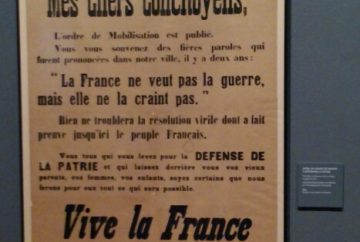 Mes Chers Concitoyens,
L'ordre de Mobilisation est publié.
Vous vous souvenez des fières paroles qui
furent prononcées dans notre ville, il y a deux ans :
"La France ne veut pas la guerre,
mais elle ne la craint pas."
Rien ne troublera la résolution virile dont a fait
preuve jusqu'ici le peuple Français.
Vous tous qui vous levez pour la DEFENSE DE
LA PATRIE et qui laissez derrière vous vos vieux
parents, vos femmes, vos enfants, soyez certains que nous
ferons pour eux tout ce qui sera possible.
Vive la France